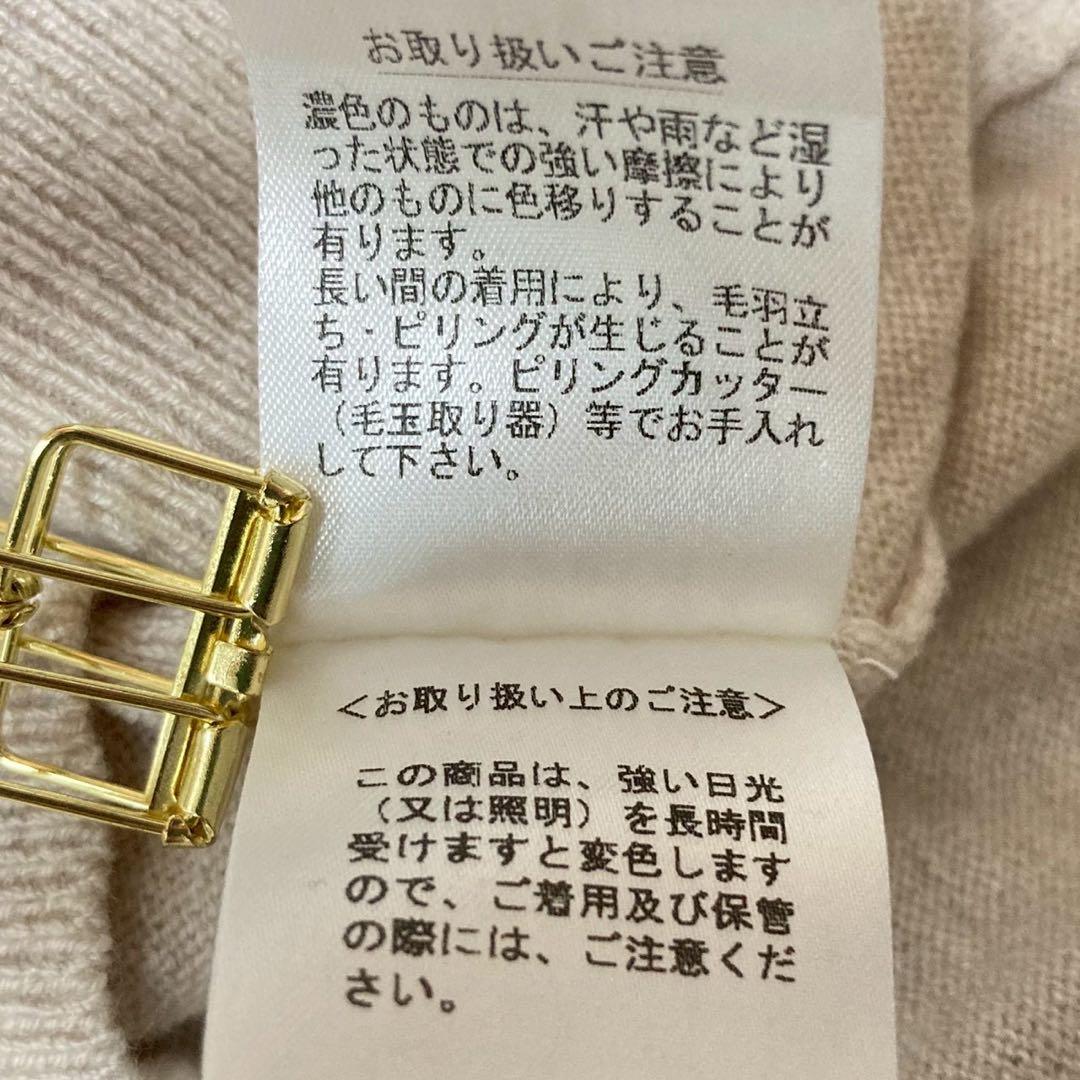 お取り扱いご注意
濃色のものは、汗や雨など湿
った状態での強い摩擦により
他のものに色移りすることが
有ります。
長い間の着用により、毛羽立
ち・ピリングが生じることが
有ります。ピリングカッター
（毛玉取り器）等でお手入れ
して下さい。
＜お取り扱い上のご注意＞
この商品は、強い日光
（又は照明）を長時間
受けますと変色します
ので、ご着用及び保管
の際には、ご注意くだ
さい。